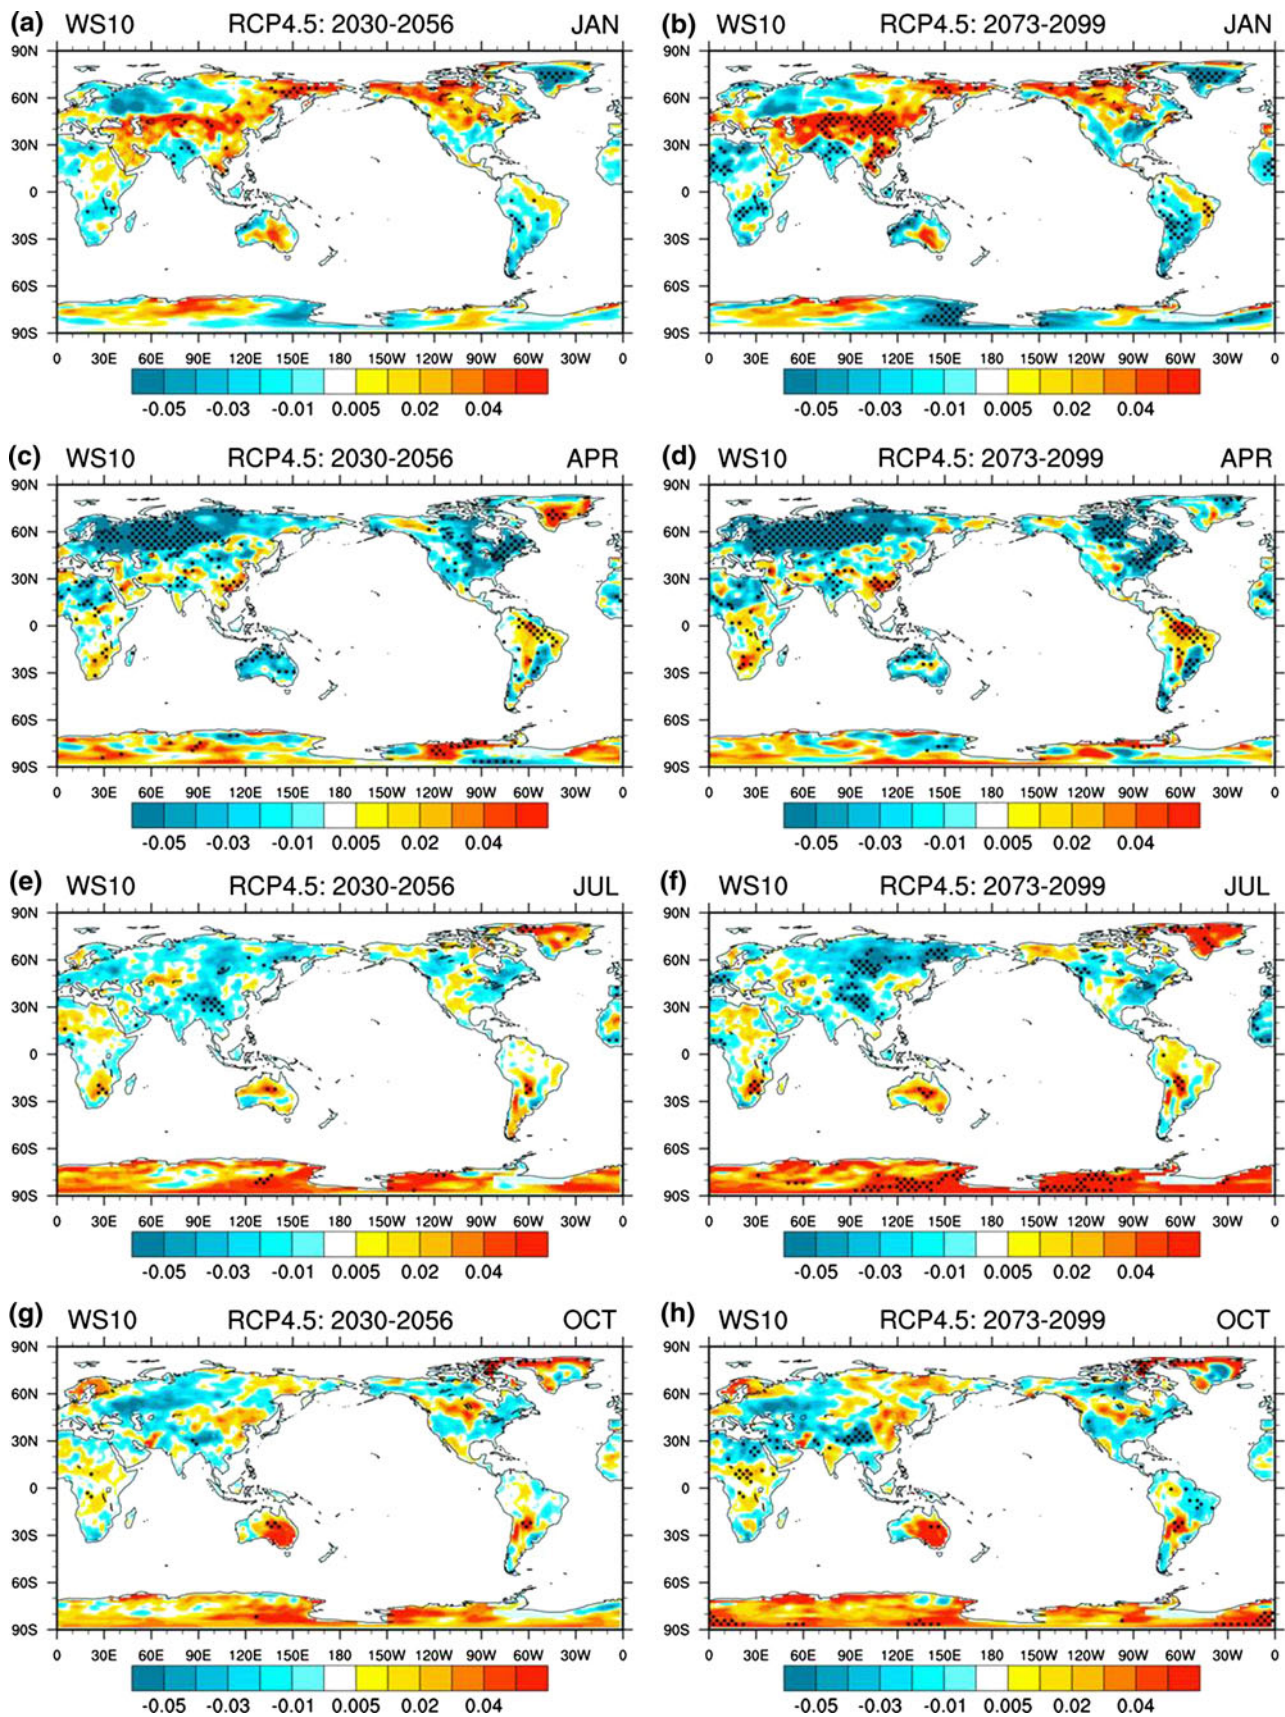 (a) WS10 RCP4.5: 2030-2056 JAN
90N
60N
30N
0
30S
60S
90S
0 30E 60E 90E 120E 150E 180 150W 120W 90W 60W 30W 0
-0.05 -0.03 -0.01 0.005 0.02 0.04
(b) WS10 RCP4.5: 2073-2099 JAN
90N
60N
30N
0
30S
60S
90S
0 30E 60E 90E 120E 150E 180 150W 120W 90W 60W 30W 0
-0.05 -0.03 -0.01 0.005 0.02 0.04
(c) WS10 RCP4.5: 2030-2056 APR
90N
60N
30N
0
30S
60S
90S
0 30E 60E 90E 120E 150E 180 150W 120W 90W 60W 30W 0
-0.05 -0.03 -0.01 0.005 0.02 0.04
(d) WS10 RCP4.5: 2073-2099 APR
90N
60N
30N
0
30S
60S
90S
0 30E 60E 90E 120E 150E 180 150W 120W 90W 60W 30W 0
-0.05 -0.03 -0.01 0.005 0.02 0.04
(e) WS10 RCP4.5: 2030-2056 JUL
90N
60N
30N
0
30S
60S
90S
0 30E 60E 90E 120E 150E 180 150W 120W 90W 60W 30W 0
-0.05 -0.03 -0.01 0.005 0.02 0.04
(f) WS10 RCP4.5: 2073-2099 JUL
90N
60N
30N
0
30S
60S
90S
0 30E 60E 90E 120E 150E 180 150W 120W 90W 60W 30W 0
-0.05 -0.03 -0.01 0.005 0.02 0.04
(g) WS10 RCP4.5: 2030-2056 OCT
90N
60N
30N
0
30S
60S
90S
0 30E 60E 90E 120E 150E 180 150W 120W 90W 60W 30W 0
-0.05 -0.03 -0.01 0.005 0.02 0.04
(h) WS10 RCP4.5: 2073-2099 OCT
90N
60N
30N
0
30S
60S
90S
0 30E 60E 90E 120E 150E 180 150W 120W 90W 60W 30W 0
-0.05 -0.03 -0.01 0.005 0.02 0.04